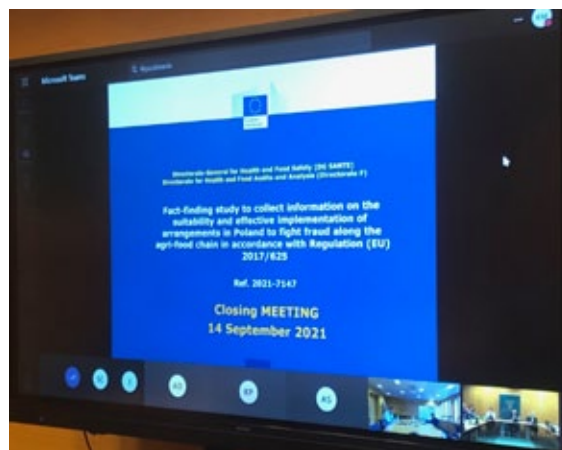 Microsoft Teams
Wyszukiwanie
Directorate-General for Health and Food Safety (DG SANTE)
Directorate for Health and Food Audits and Analysis (Directorate F)
Fact-finding study to collect information on the
suitability and effective implementation of
arrangements in Poland to fight fraud along the
agri-food chain in accordance with Regulation (EU)
2017/625
Ref. 2021-7147
Closing MEETING
14 September 2021
KP